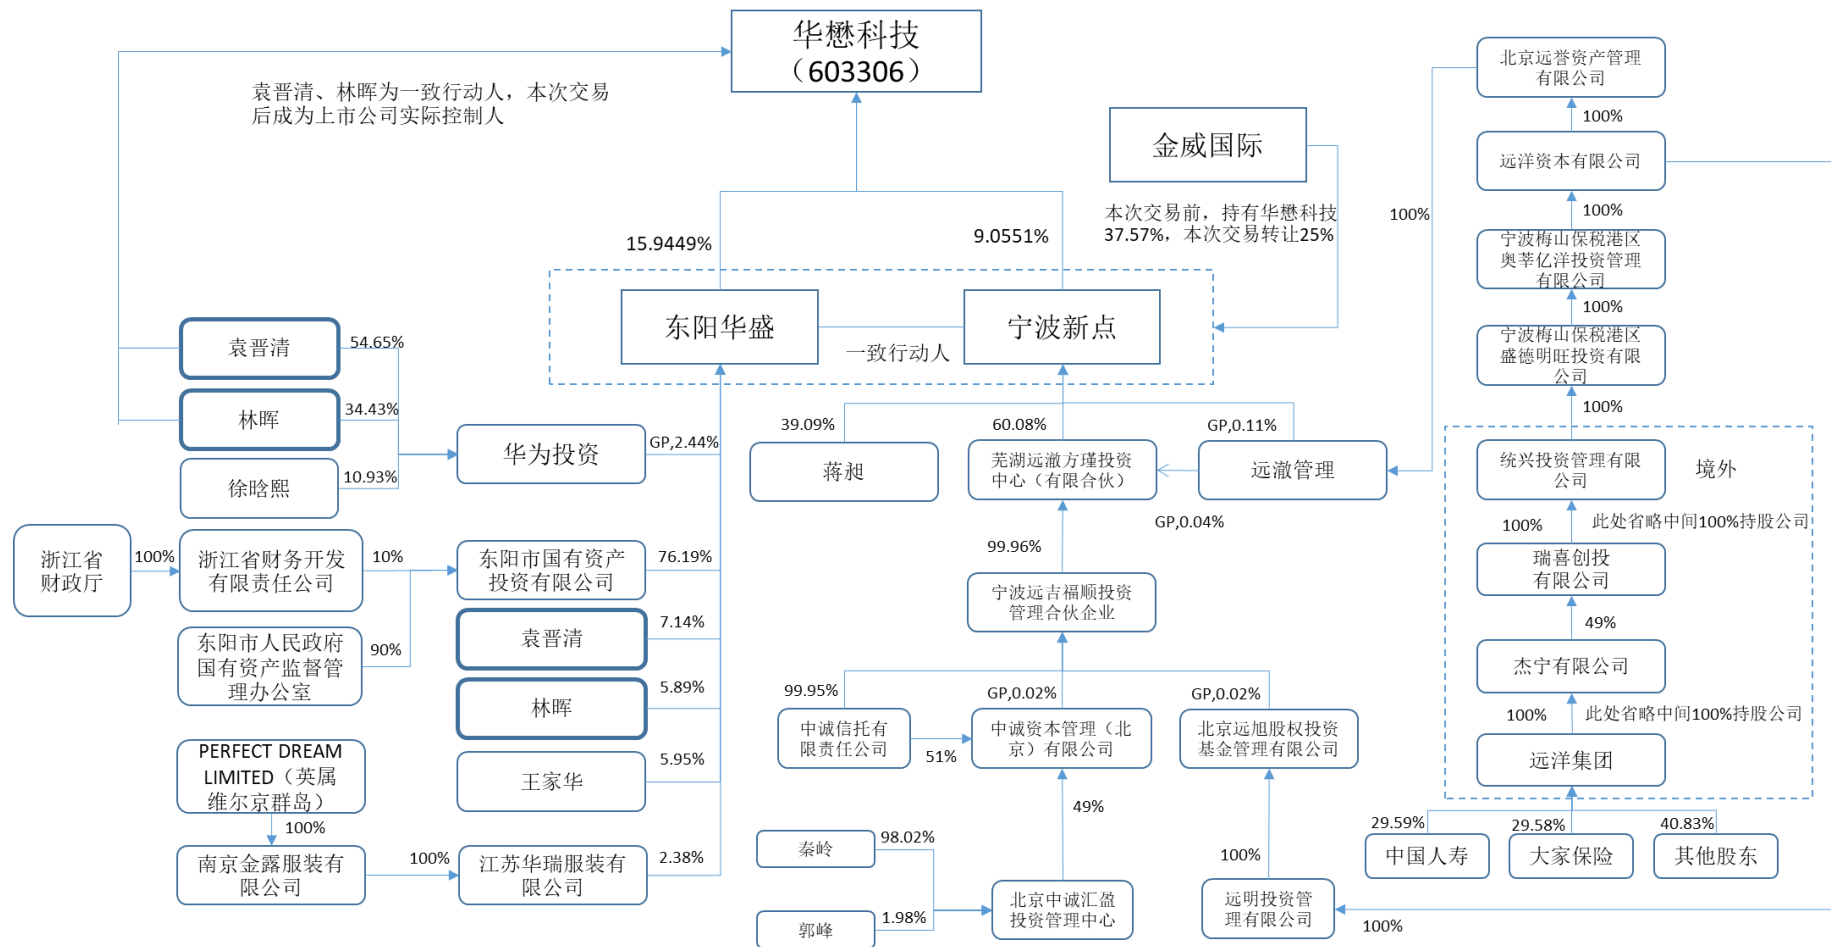 华懋科技
（603306）
袁晋清、林晖为一致行动人，本次交易
后成为上市公司实际控制人
金威国际
本次交易前，持有华懋科技
37.57%，本次交易转让25%
15.9449%
9.0551%
东阳华盛
宁波新点
一致行动人
袁晋清
54.65%
林晖
34.43%
徐晗熙
10.93%
华为投资
GP,2.44%
浙江省
财政厅
100%
浙江省财务开发
有限责任公司
10%
东阳市人民政府
国有资产监督管
理办公室
90%
东阳市国有资产
投资有限公司
76.19%
袁晋清
7.14%
林晖
5.89%
王家华
5.95%
PERFECT DREAM
LIMITED（英属
维尔京群岛）
100%
南京金露服装有
限公司
100%
江苏华瑞服装有
限公司
2.38%
39.09%
60.08%
GP,0.11%
蒋昶
芜湖远澈方瑾投资
中心（有限合伙）
远澈管理
GP,0.04%
99.96%
宁波远吉福顺投资
管理合伙企业
99.95%
GP,0.02%
GP,0.02%
中诚信托有
限责任公司
51%
中诚资本管理（北
京）有限公司
北京远旭股权投资
基金管理有限公司
49%
秦岭
98.02%
郭峰
1.98%
北京中诚汇盈
投资管理中心
100%
远明投资管
理有限公司
100%
北京远誉资产管理
有限公司
100%
100%
远洋资本有限公司
100%
宁波梅山保税港区
奥莘亿洋投资管理
有限公司
100%
宁波梅山保税港区
盛德明旺投资有限
公司
100%
统兴投资管理有限
公司
境外
100%
此处省略中间100%持股公司
瑞喜创投
有限公司
49%
杰宁有限公司
100%
此处省略中间100%持股公司
远洋集团
29.59%
29.58%
40.83%
中国人寿
大家保险
其他股东